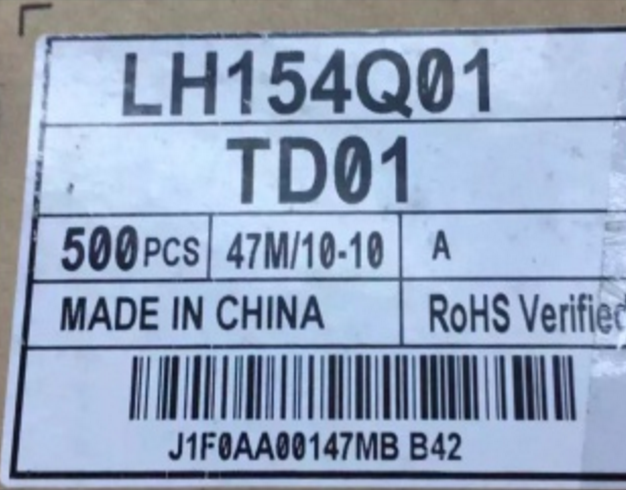 LH154Q01
TD01
500PCS 47M/10-10 A
MADE IN CHINA RoHS Verified
J1F0AA00147MB B42